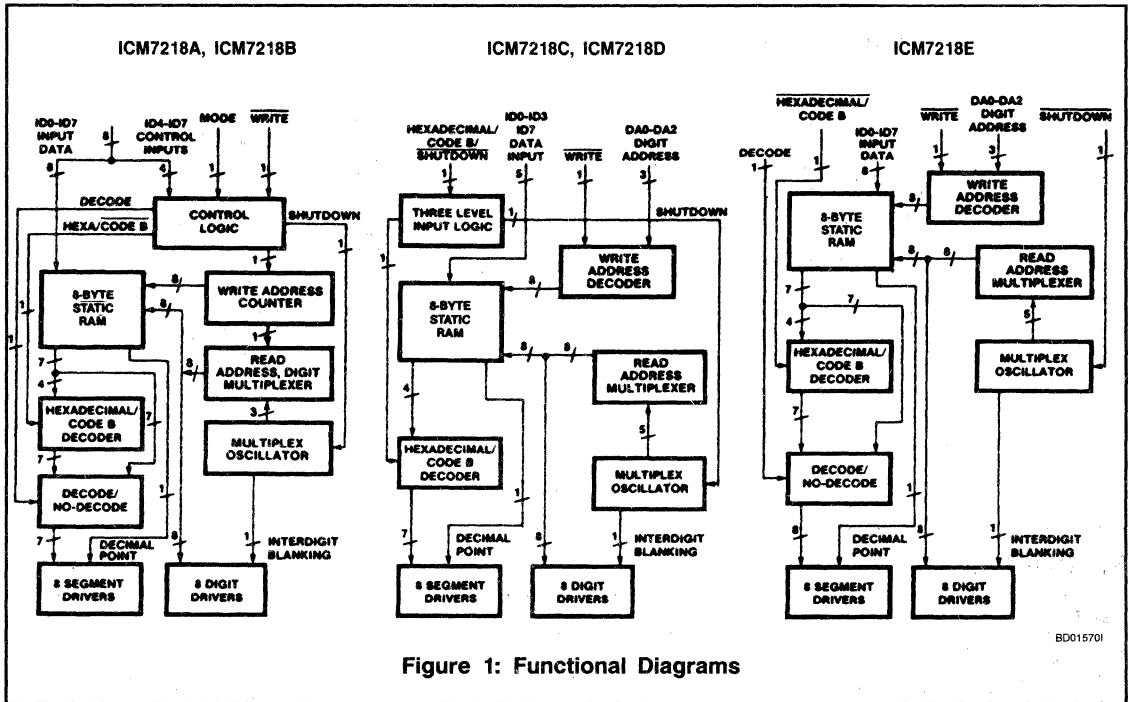 ICM7218A, ICM7218B
ID0-ID7
INPUT
DATA
8
ID4-ID7
CONTROL
INPUTS
MODE
WRITE
8
4
1
1
DECODE
HEXA/CODE B
CONTROL
LOGIC
SHUTDOWN
1
1
8
8
8-BYTE
STATIC
RAM
WRITE ADDRESS
COUNTER
1
1
1
READ
ADDRESS, DIGIT
MULTIPLEXER
8
7
4
3
HEXADECIMAL/
CODE B
DECODER
7
MULTIPLEX
OSCILLATOR
7
DECODE/
NO-DECODE
1
7
DECIMAL
POINT
8
1
INTERDIGIT
BLANKING
8 SEGMENT
DRIVERS
8 DIGIT
DRIVERS
ICM7218C, ICM7218D
HEXADECIMAL/
CODE B/
SHUTDOWN
ID0-ID3
ID7
DATA
INPUT
WRITE
DA0-DA2
DIGIT
ADDRESS
1
5
1
3
THREE LEVEL
INPUT LOGIC
1
SHUTDOWN
1
WRITE
ADDRESS
DECODER
8
8-BYTE
STATIC
RAM
8
8
READ
ADDRESS
MULTIPLEXER
4
5
HEXADECIMAL/
CODE B
DECODER
MULTIPLEX
OSCILLATOR
1
1
7
DECIMAL
POINT
8
1
INTERDIGIT
BLANKING
8 SEGMENT
DRIVERS
8 DIGIT
DRIVERS
ICM7218E
HEXADECIMAL/
CODE B
WRITE
DA0-DA2
DIGIT
ADDRESS
SHUTDOWN
DECODE
1
1
ID0-ID7
INPUT
DATA
8
1
3
1
WRITE
ADDRESS
DECODER
8
8-BYTE
STATIC
RAM
8
8
READ
ADDRESS
MULTIPLEXER
7
7
4
5
HEXADECIMAL/
CODE B
DECODER
MULTIPLEX
OSCILLATOR
7
DECODE/
NO-DECODE
1
8
DECIMAL
POINT
8
1
INTERDIGIT
BLANKING
8 SEGMENT
DRIVERS
8 DIGIT
DRIVERS
BD01570I
Figure 1: Functional Diagrams